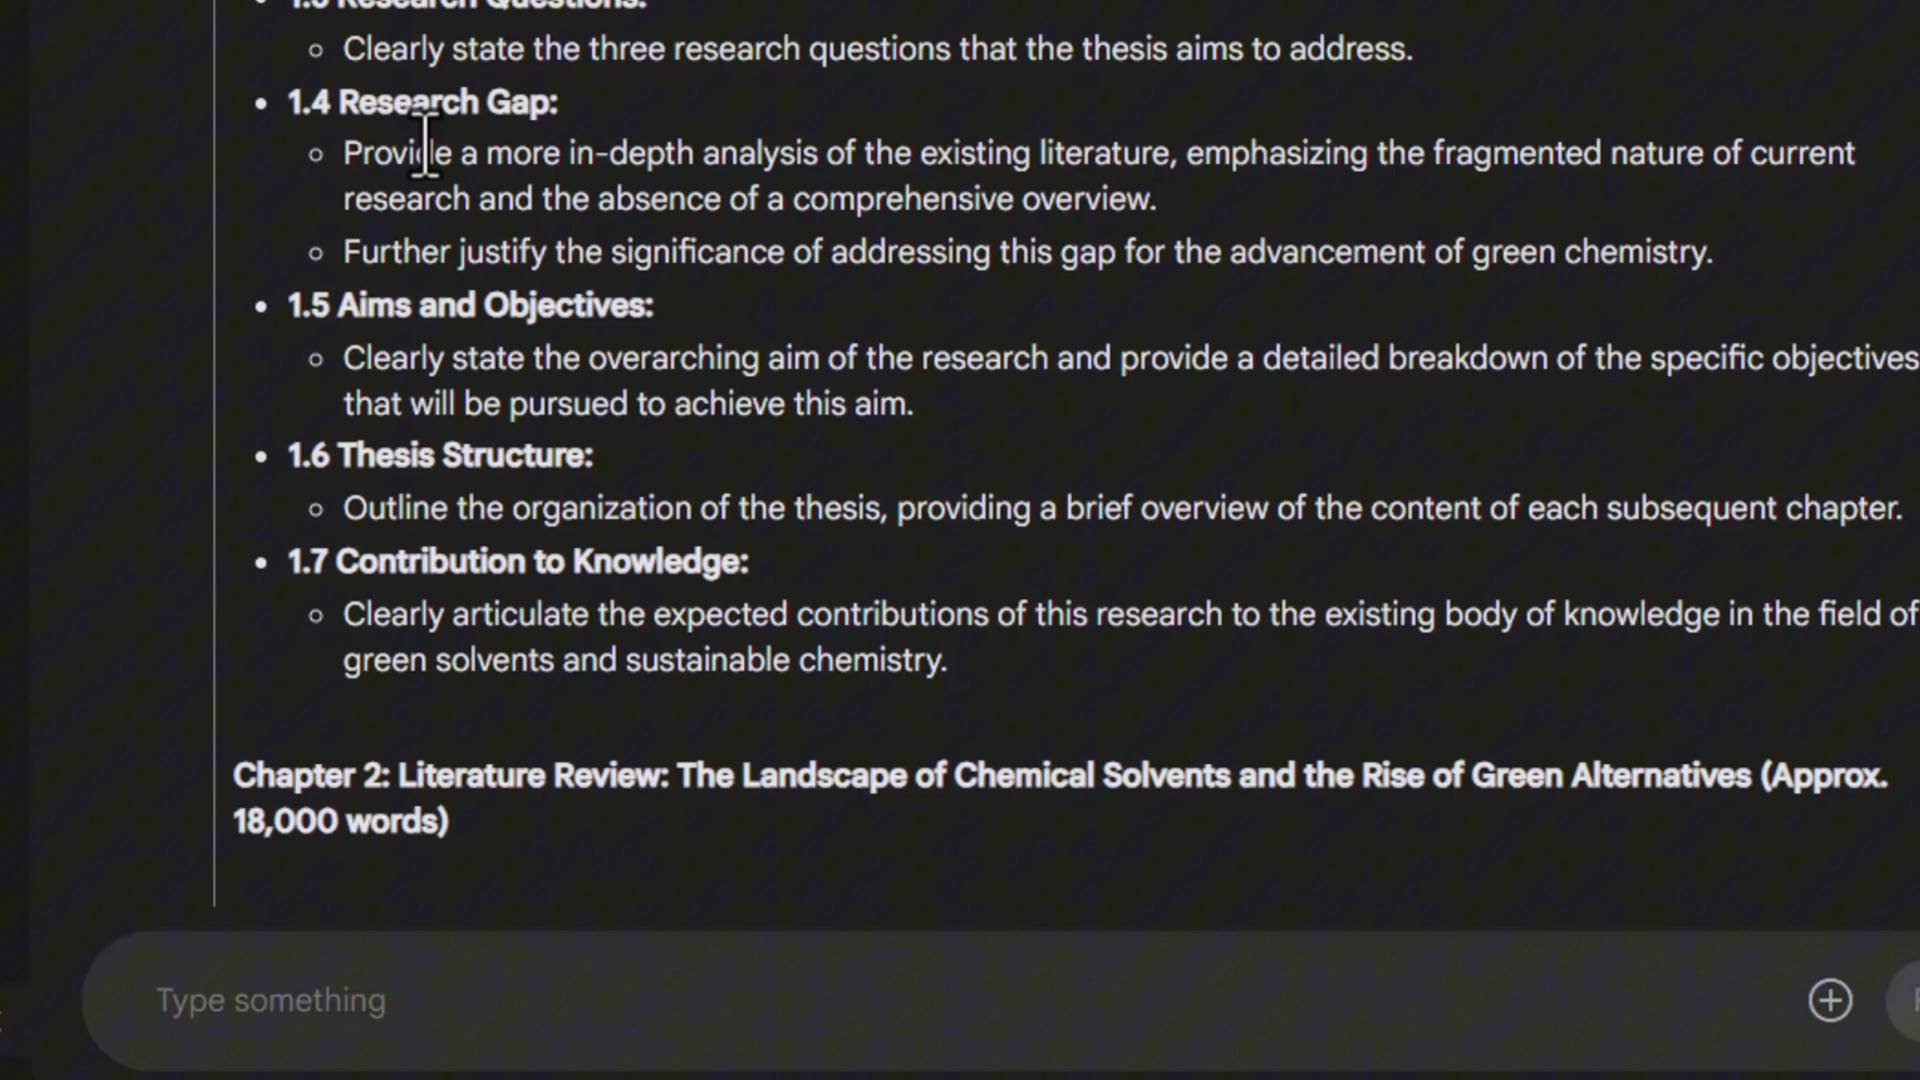 1.3 Research Questions:
Clearly state the three research questions that the thesis aims to address.
1.4 Research Gap:
Provide a more in-depth analysis of the existing literature, emphasizing the fragmented nature of current
research and the absence of a comprehensive overview.
Further justify the significance of addressing this gap for the advancement of green chemistry.
1.5 Aims and Objectives:
Clearly state the overarching aim of the research and provide a detailed breakdown of the specific objectives
that will be pursued to achieve this aim.
1.6 Thesis Structure:
Outline the organization of the thesis, providing a brief overview of the content of each subsequent chapter.
1.7 Contribution to Knowledge:
Clearly articulate the expected contributions of this research to the existing body of knowledge in the field of
green solvents and sustainable chemistry.
Chapter 2: Literature Review: The Landscape of Chemical Solvents and the Rise of Green Alternatives (Approx.
18,000 words)
Type something